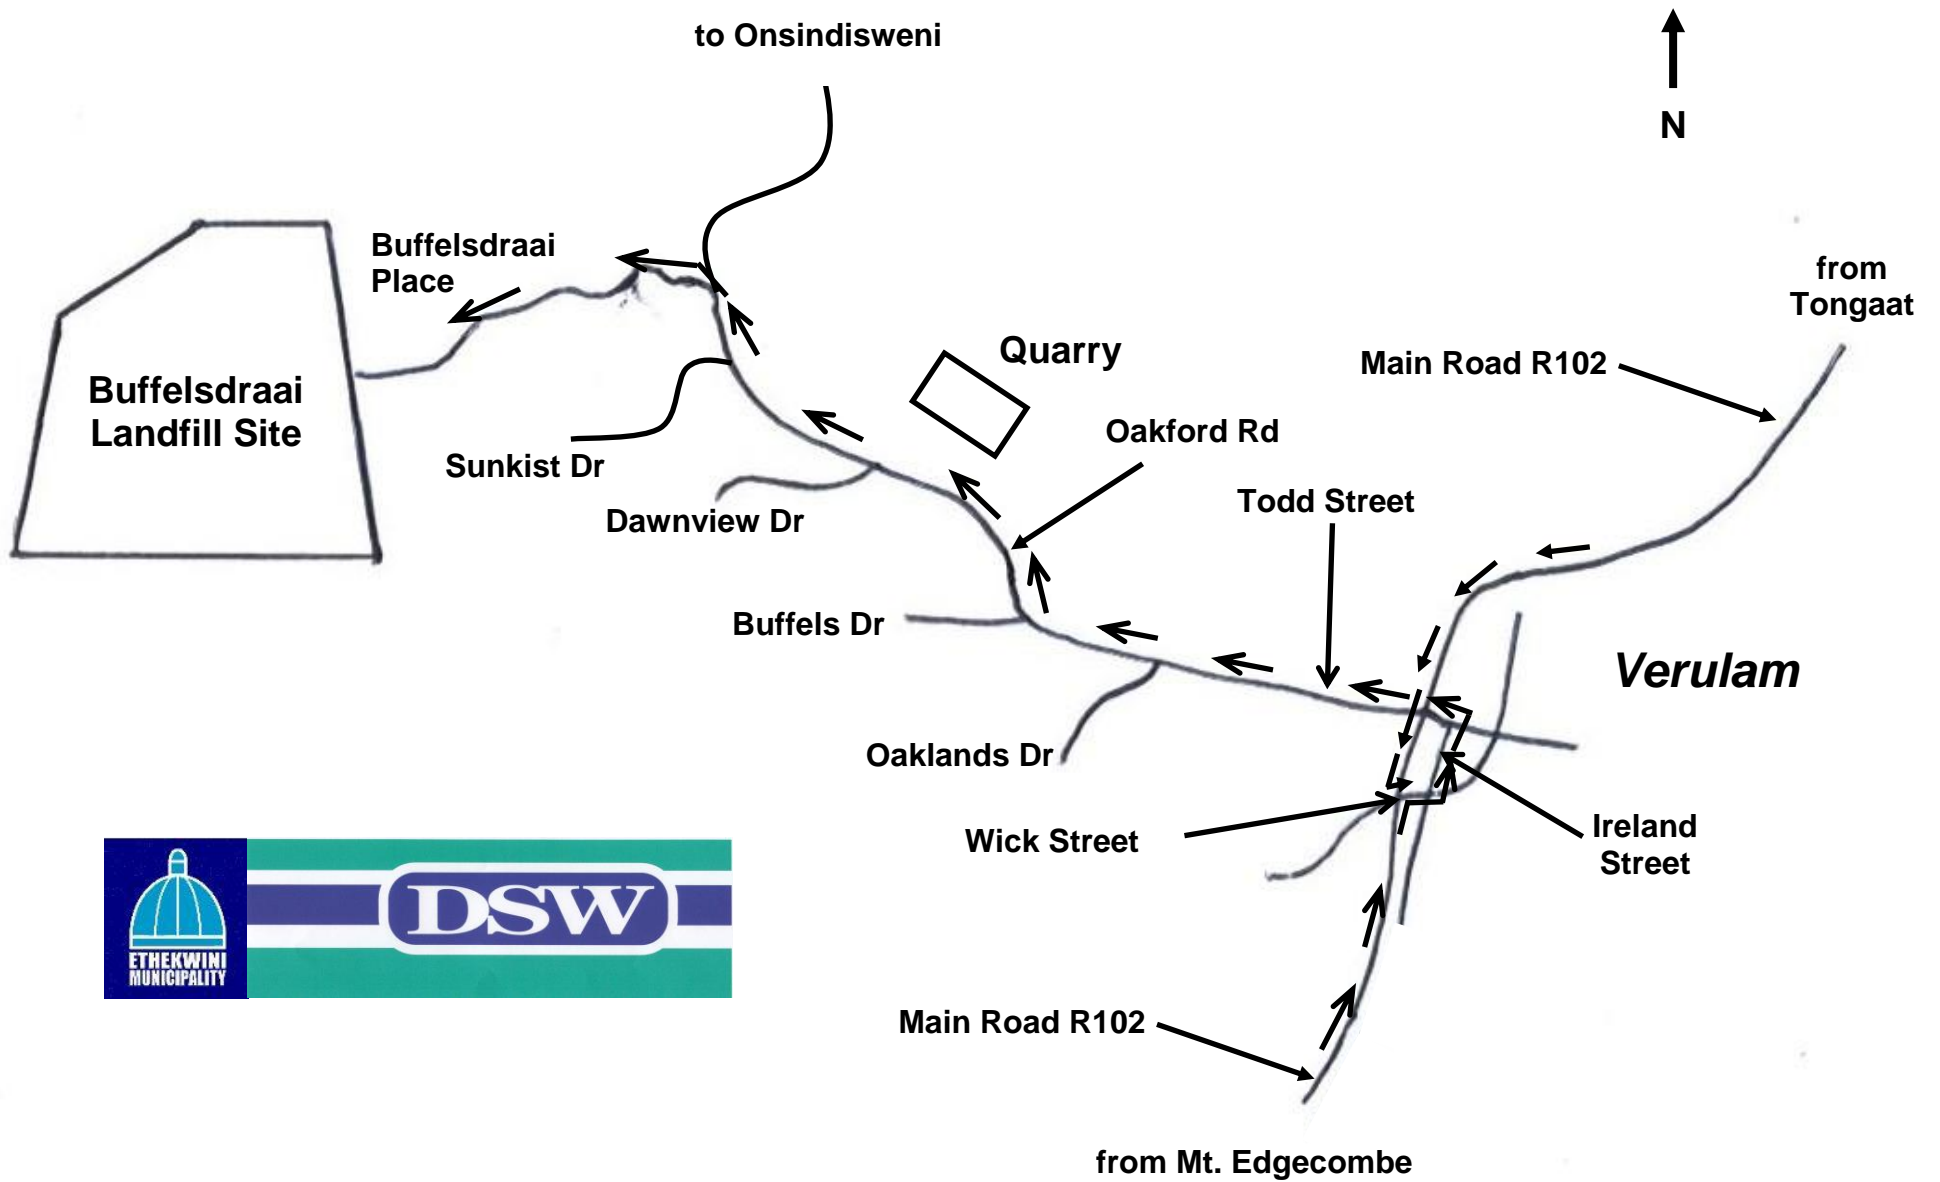 to Onsindisweni
N
Buffelsdraai
Place
from
Tongaat
Quarry
Main Road R102
Buffelsdraai
Landfill Site
Oakford Rd
Sunkist Dr
Todd Street
Dawnview Dr
Buffels Dr
Verulam
Oaklands Dr
Wick Street
Ireland
Street
DSW
ETHEKWINI
MUNICIPALITY
Main Road R102
from Mt. Edgecombe